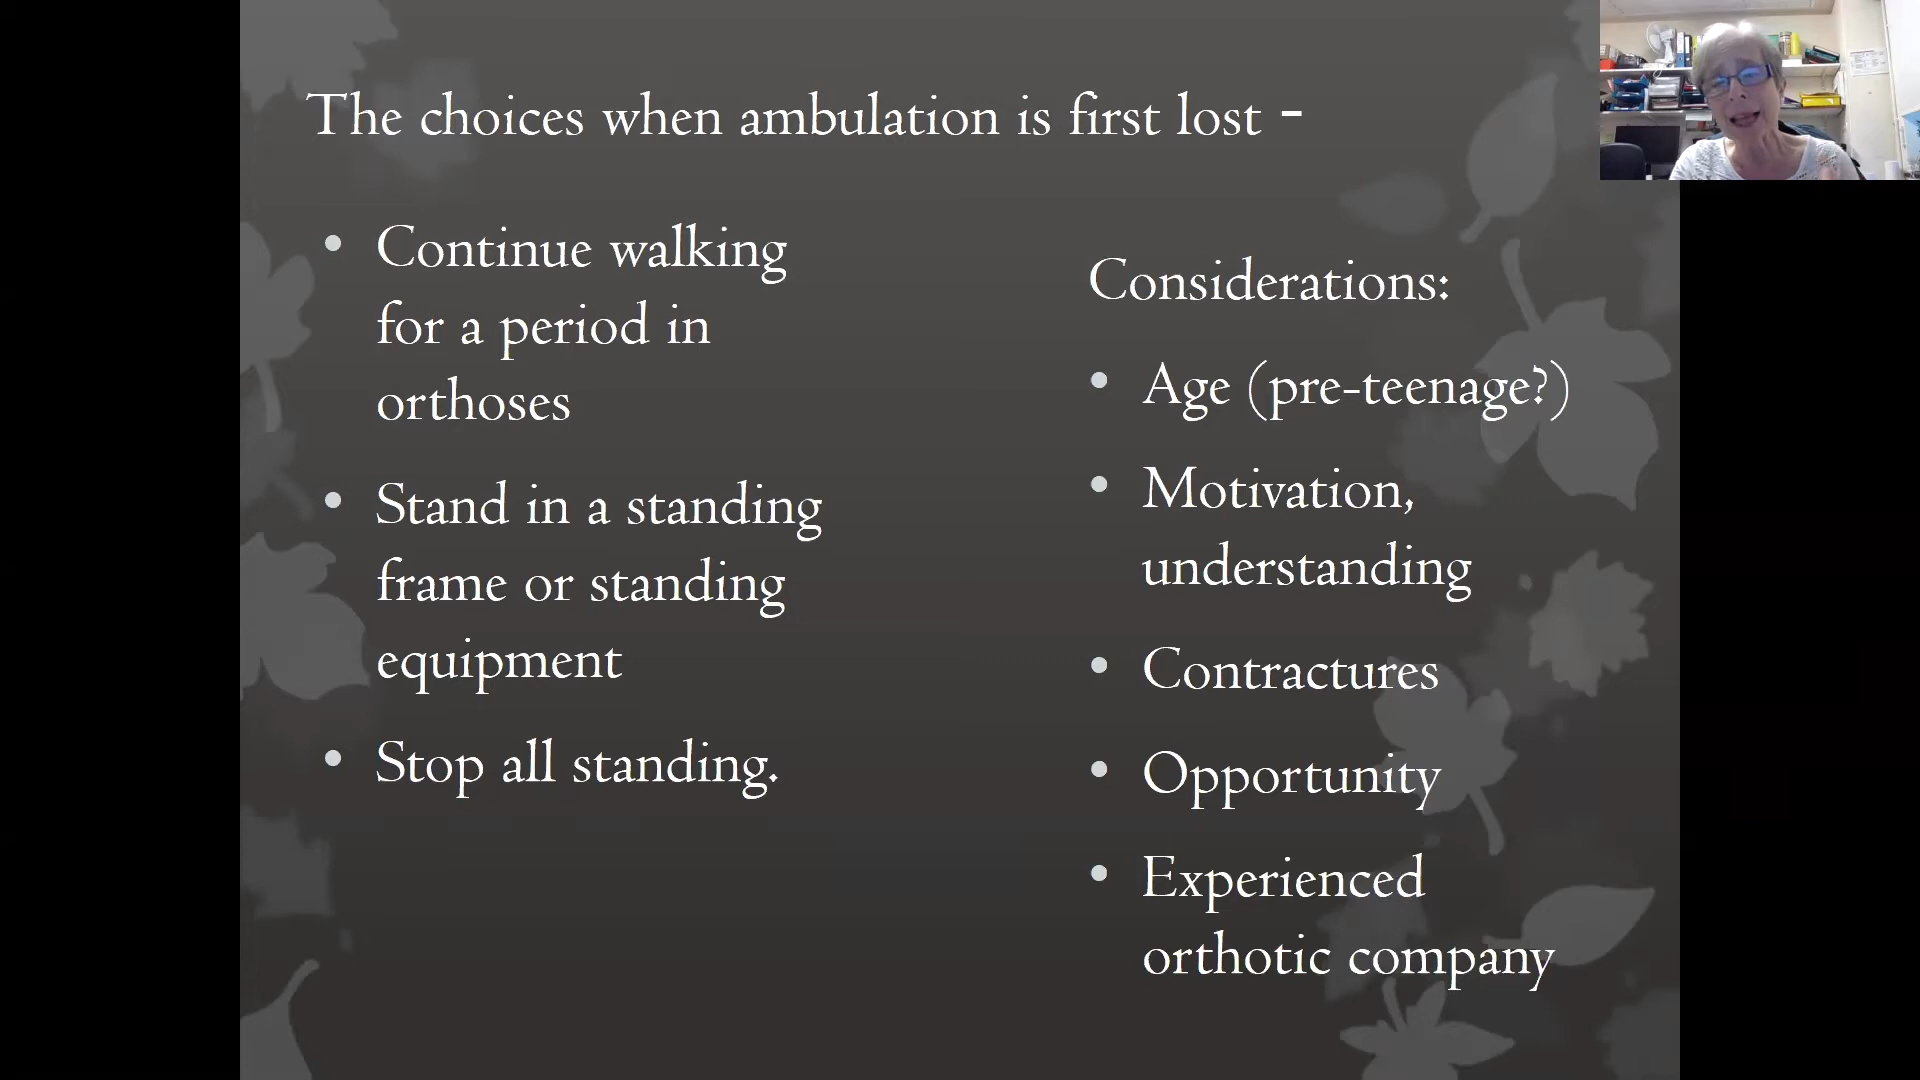 The choices when ambulation is first lost -
• Continue walking
for a period in
orthoses
• Stand in a standing
frame or standing
equipment
• Stop all standing.
Considerations:
• Age (pre-teenage?)
• Motivation,
understanding
• Contractures
• Opportunity
• Experienced
orthotic company